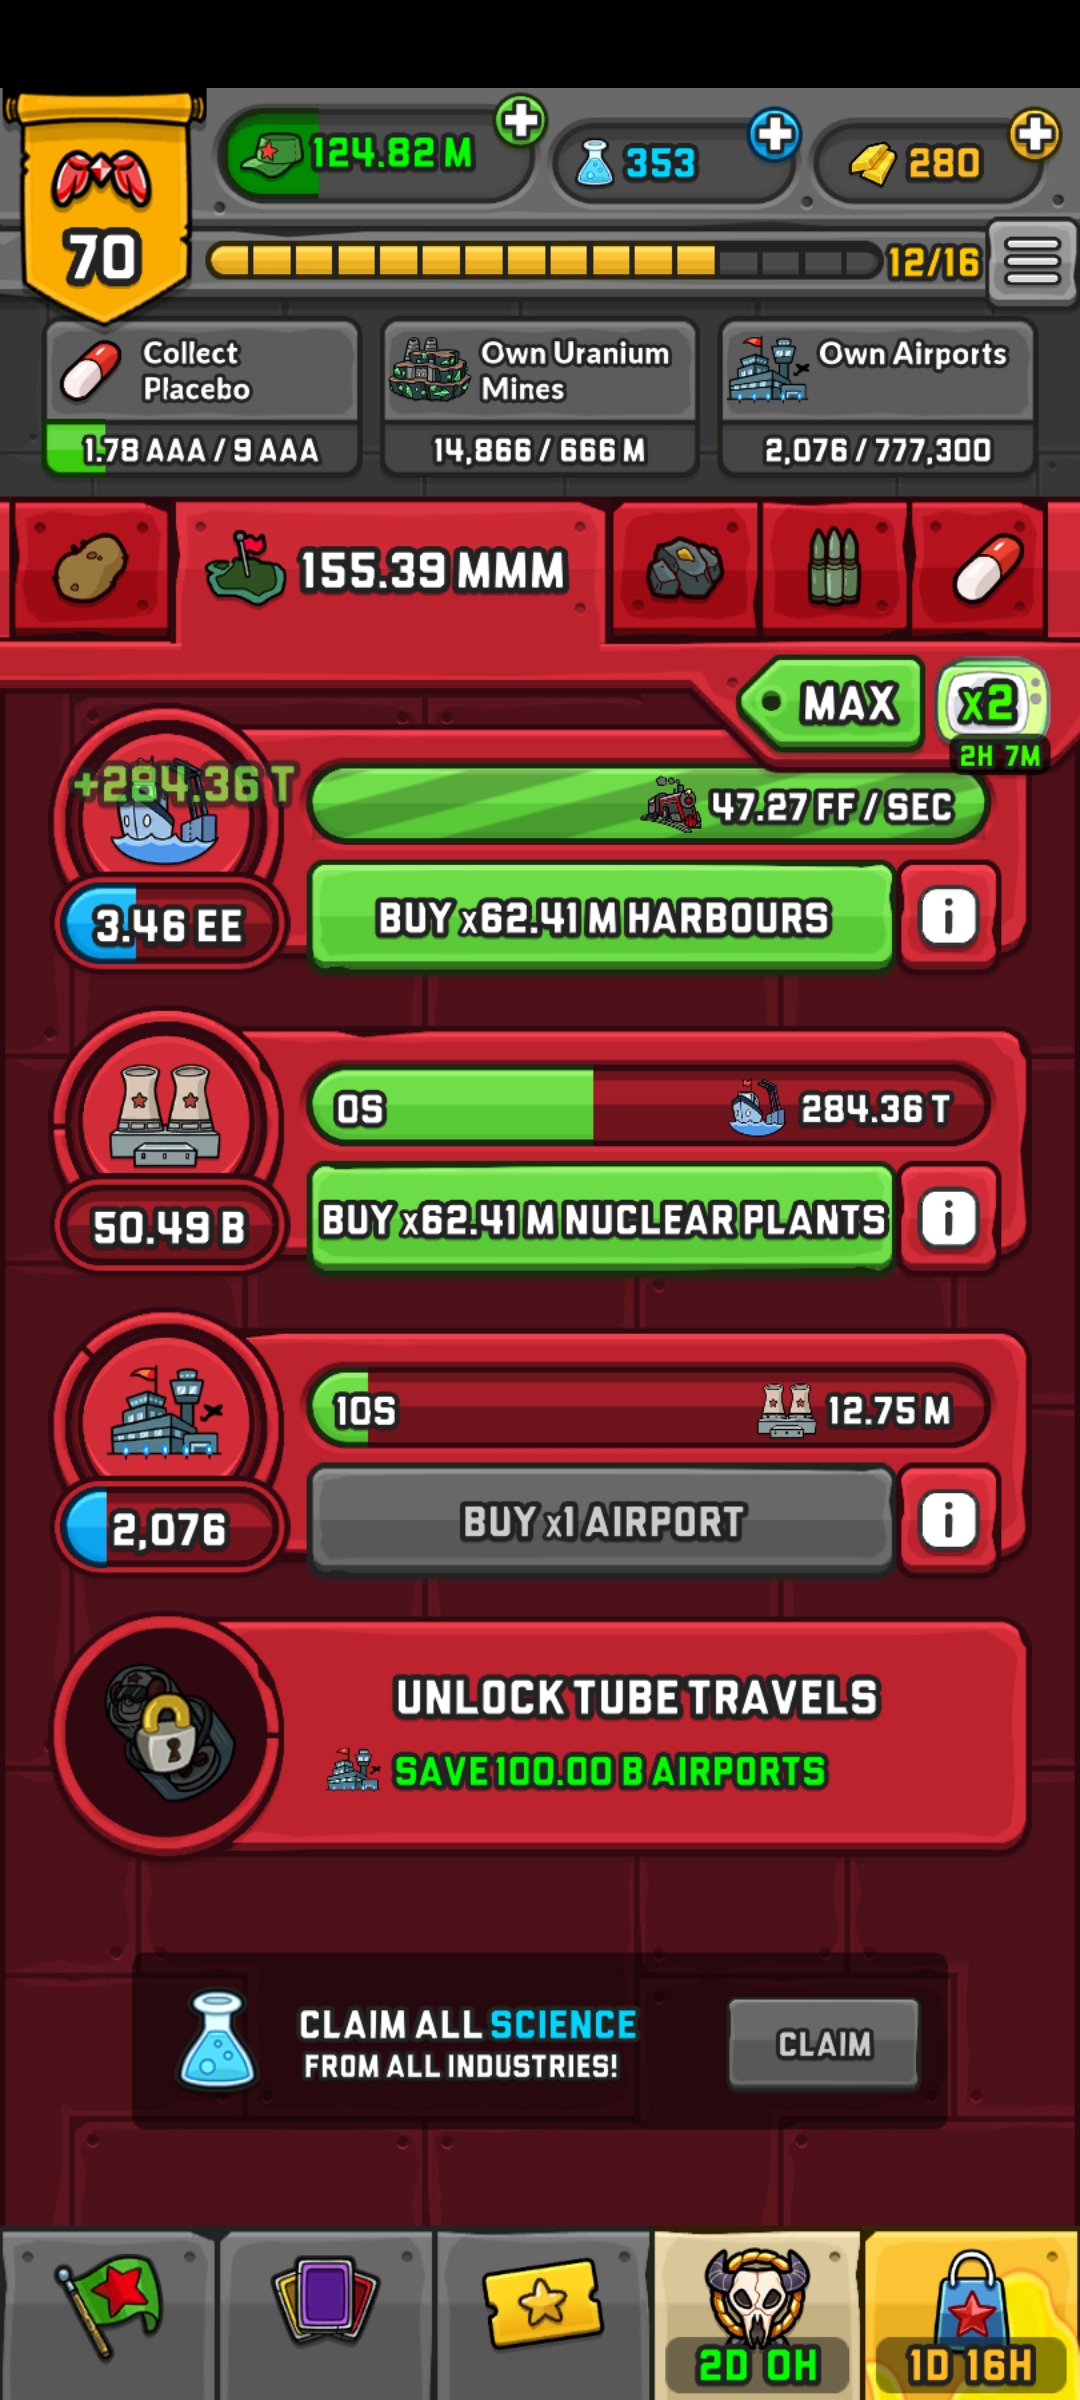 124.82 M
353
280
70
12/16
Collect
Placebo
1.78 AAA / 9 AAA
Own Uranium
Mines
14,866 / 666 M
Own Airports
2,076 / 777,300
155.39 MMM
MAX
x2
2H 7M
+284.36 T
47.27 FF / SEC
3.46 EE
BUY x62.41 M HARBOURS
i
0S
284.36 T
50.49 B
BUY x62.41 M NUCLEAR PLANTS
i
10S
12.75 M
2,076
BUY x1 AIRPORT
i
UNLOCK TUBE TRAVELS
SAVE 100.00 B AIRPORTS
CLAIM ALL SCIENCE
FROM ALL INDUSTRIES!
CLAIM
2D 0H
1D 16H